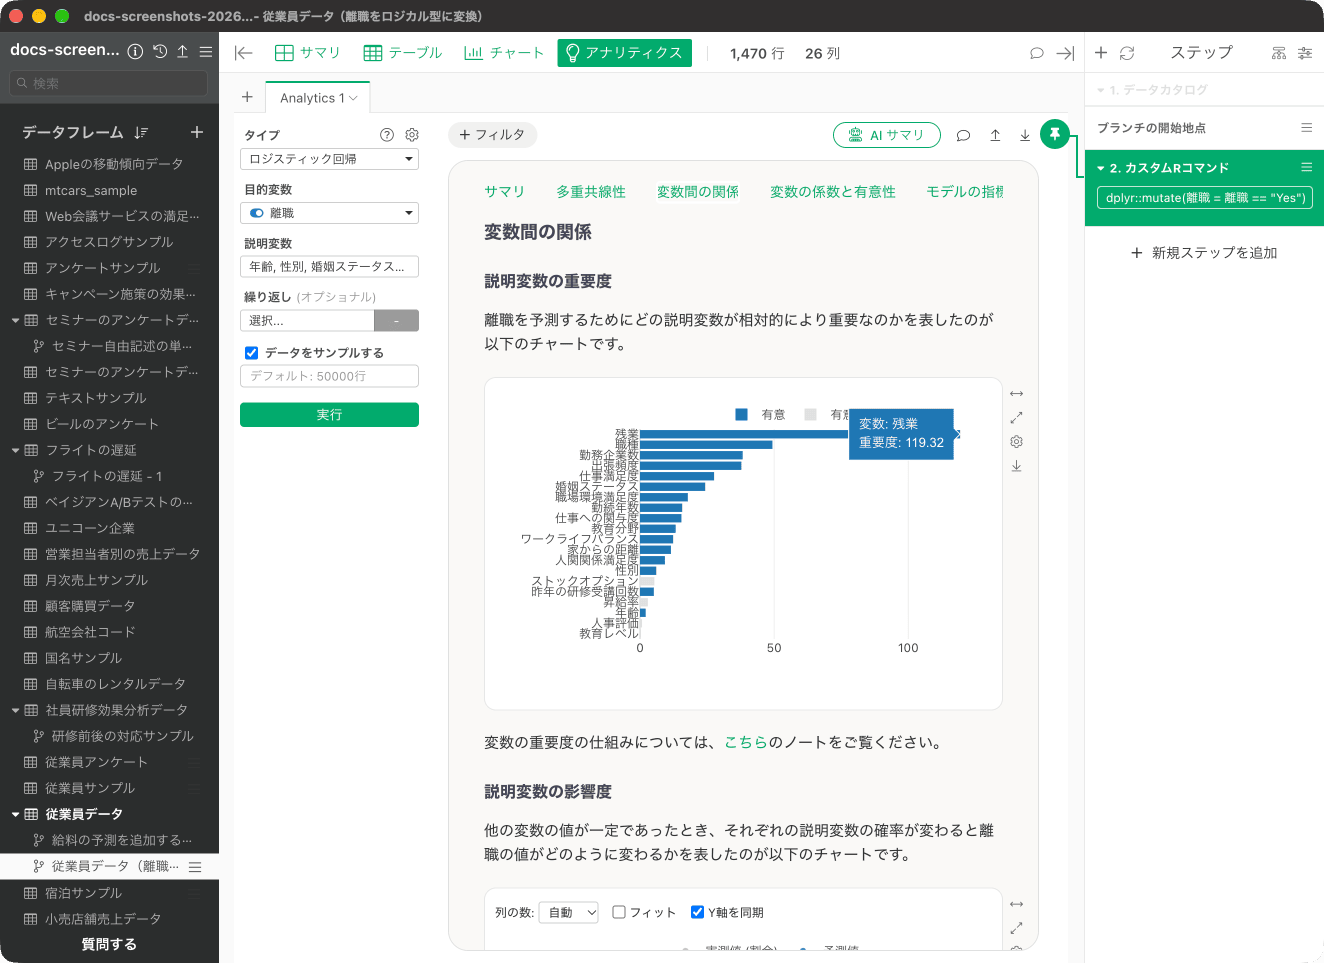 docs-screenshots-2026...- 従業員データ（離職をロジカル型に変換）
docs-screen...
検索
データフレーム
Appleの移動傾向データ
mtcars_sample
Web会議サービスの満足…
アクセスログサンプル
アンケートサンプル
キャンペーン施策の効果…
セミナーのアンケートデ…
セミナー自由記述の単…
セミナーのアンケートデ…
テキストサンプル
ビールのアンケート
フライトの遅延
フライトの遅延 - 1
ベイジアンA/Bテストの…
ユニコーン企業
営業担当者別の売上データ
月次売上サンプル
顧客購買データ
航空会社コード
国名サンプル
自転車のレンタルデータ
社員研修効果分析データ
研修前後の対応サンプル
従業員アンケート
従業員サンプル
従業員データ
給料の予測を追加する…
従業員データ（離職…
宿泊サンプル
小売店舗売上データ
質問する
サマリ
テーブル
チャート
アナリティクス
1,470 行
26 列
Analytics 1
タイプ
ロジスティック回帰
目的変数
離職
説明変数
年齢, 性別, 婚姻ステータス...
繰り返し (オプショナル)
選択...
-
データをサンプルする
デフォルト: 50000行
実行
+ フィルタ
AI サマリ
サマリ
多重共線性
変数間の関係
変数の係数と有意性
モデルの指標
変数間の関係
説明変数の重要度
離職を予測するためにどの説明変数が相対的により重要なのかを表したのが
以下のチャートです。
有意
有意
変数: 残業
重要度: 119.32
残業
職種
勤務企業数
出張頻度
仕事満足度
婚姻ステータス
職場環境満足度
勤続年数
仕事への関与度
教育分野
ワークライフバランス
家からの距離
人間関係満足度
性別
ストックオプション
昨年の研修受講回数
昇給率
年齢
人事評価
教育レベル
0
50
100
変数の重要度の仕組みについては、こちらのノートをご覧ください。
説明変数の影響度
他の変数の値が一定であったとき、それぞれの説明変数の確率が変わると離
職の値がどのように変わるかを表したのが以下のチャートです。
列の数:
自動
フィット
Y軸を同期
実測値 (割合)
予測値
ステップ
1. データカタログ
ブランチの開始地点
2. カスタムRコマンド
dplyr::mutate(離職 = 離職 == "Yes")
+ 新規ステップを追加